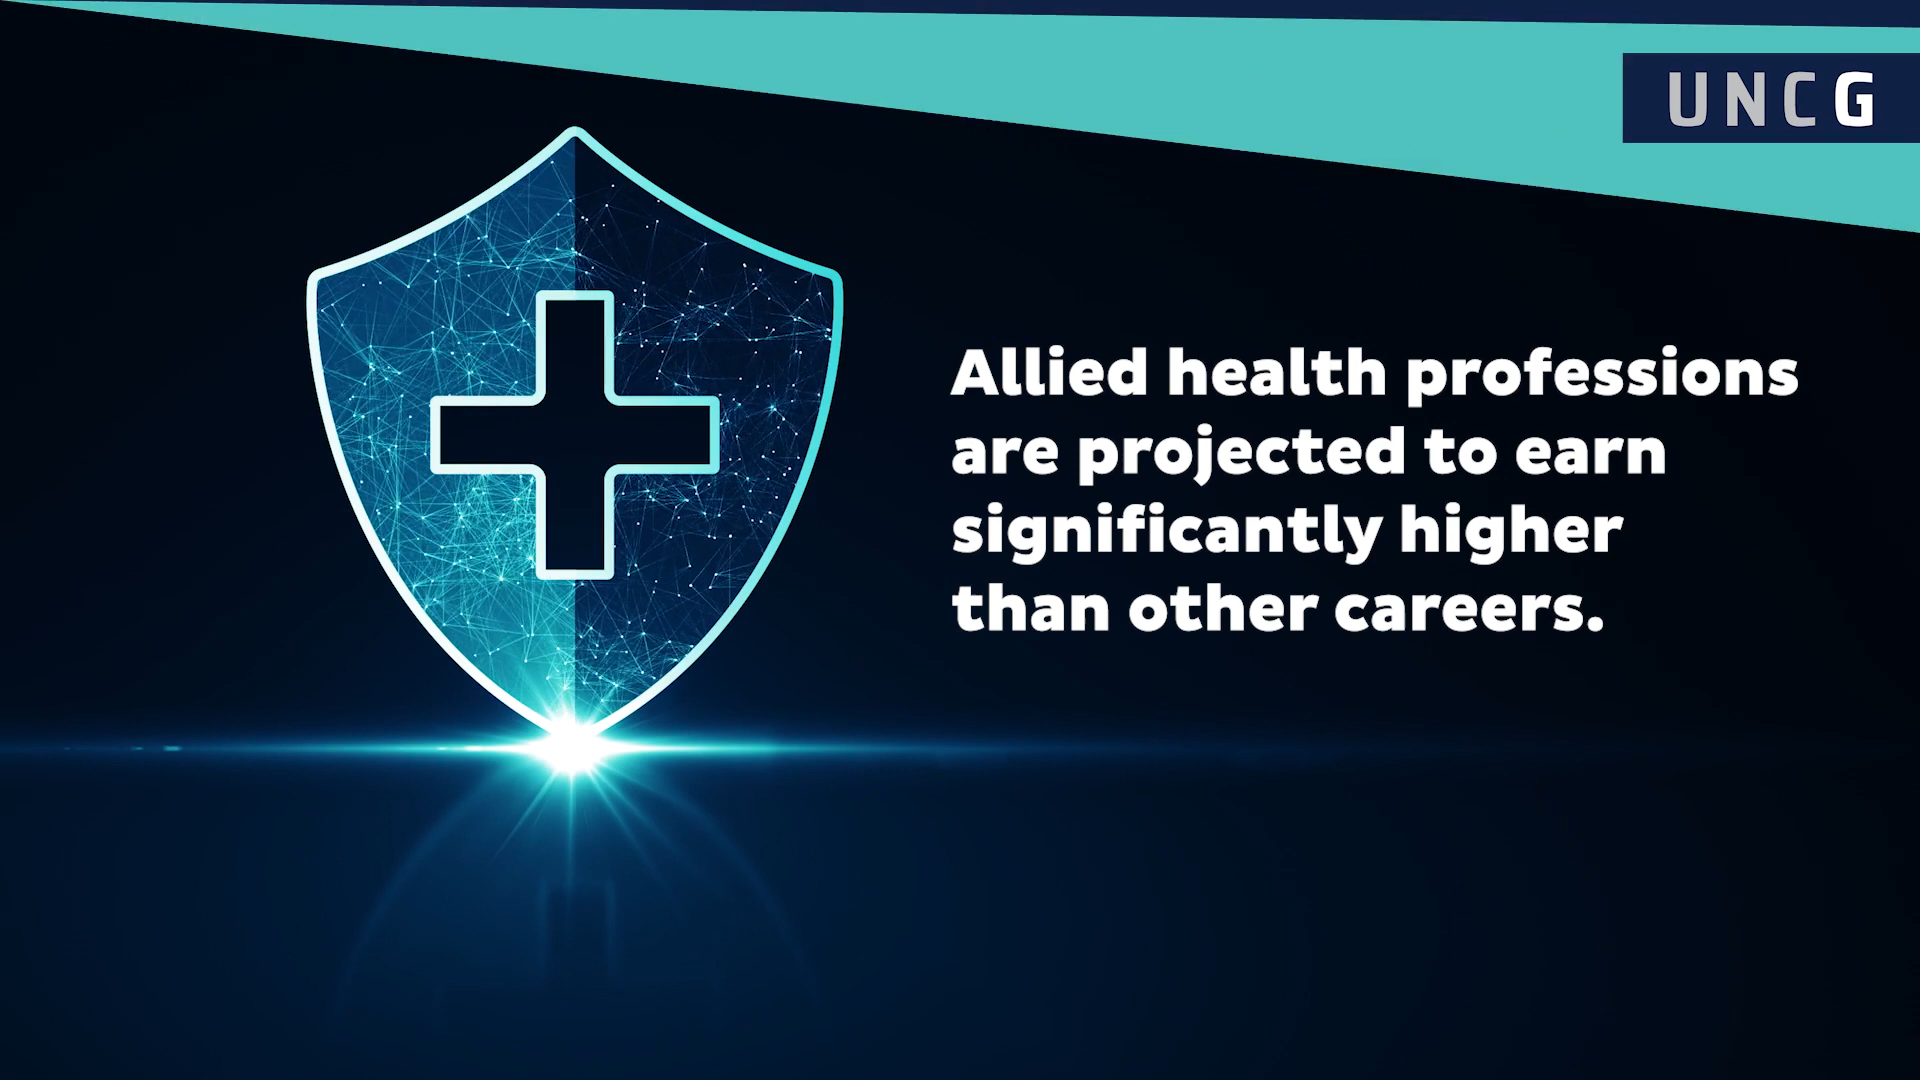 UNCG
Allied health professions
are projected to earn
significantly higher
than other careers.